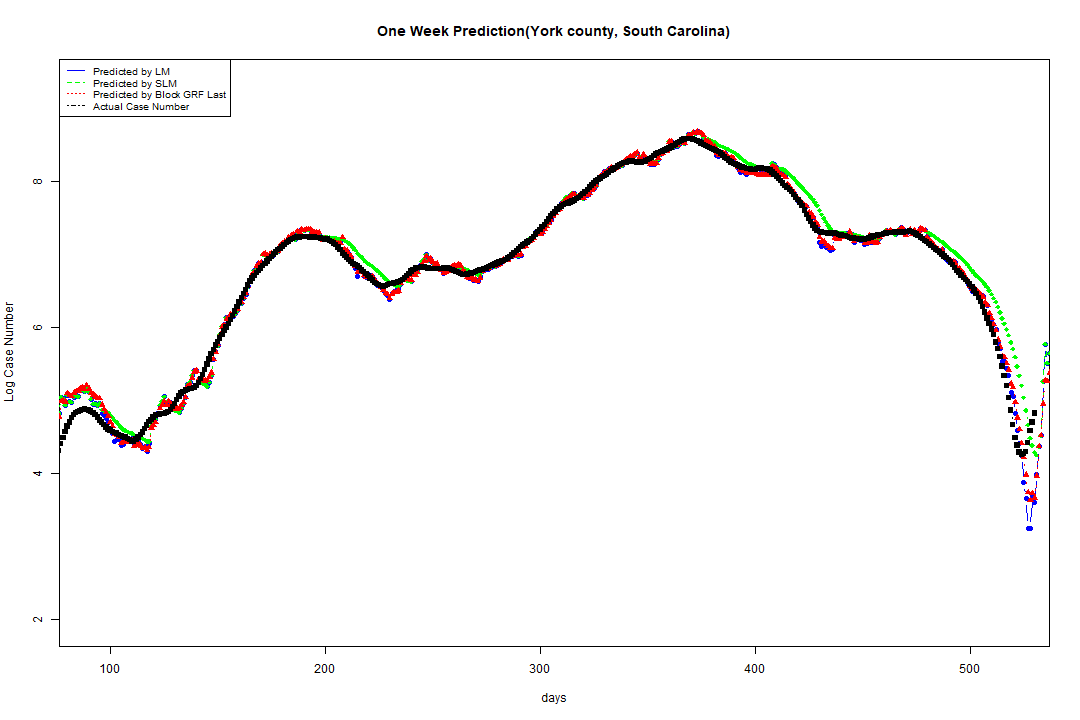 One Week Prediction(York county, South Carolina)
Predicted by LM
Predicted by SLM
Predicted by Block GRF Last
Actual Case Number
8
6
4
2
Log Case Number
100 200 300 400 500
days